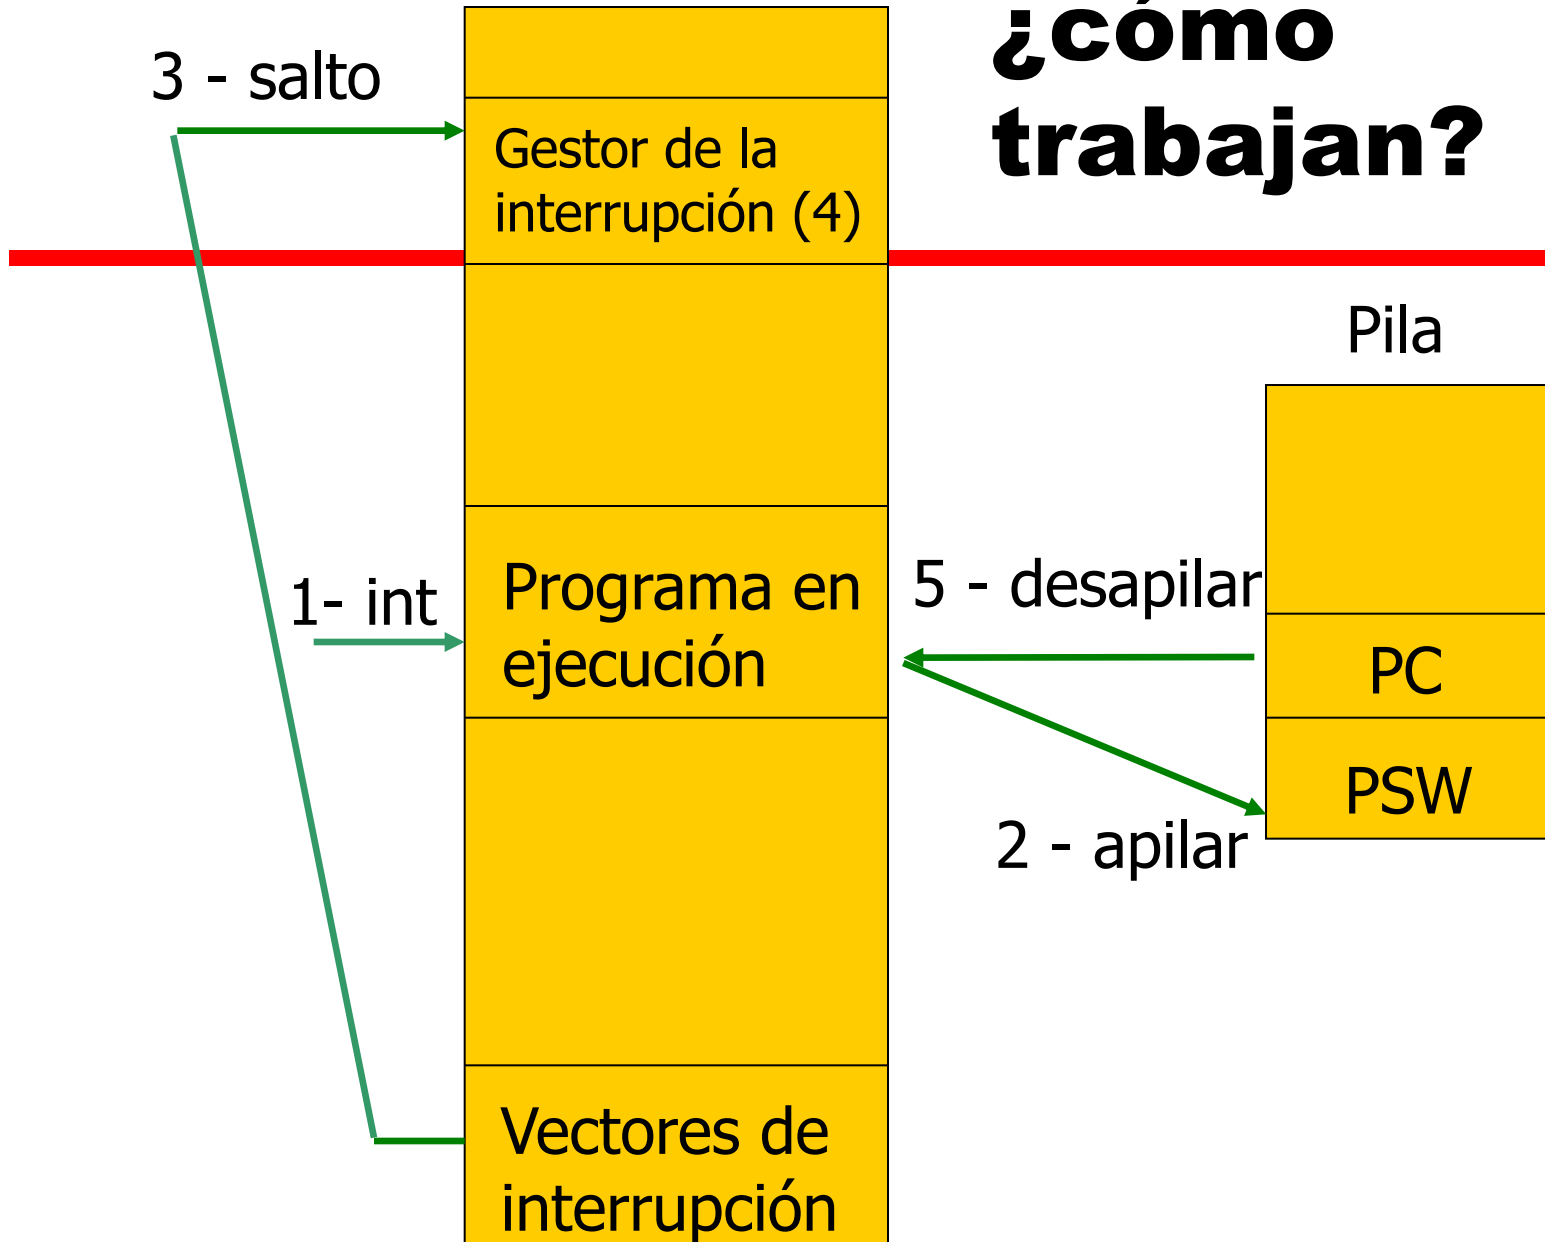 ¿cómo
trabajan?
3 - salto
Gestor de la
interrupción (4)
Pila
1- int
Programa en
ejecución
5 - desapilar
PC
PSW
2 - apilar
Vectores de
interrupción